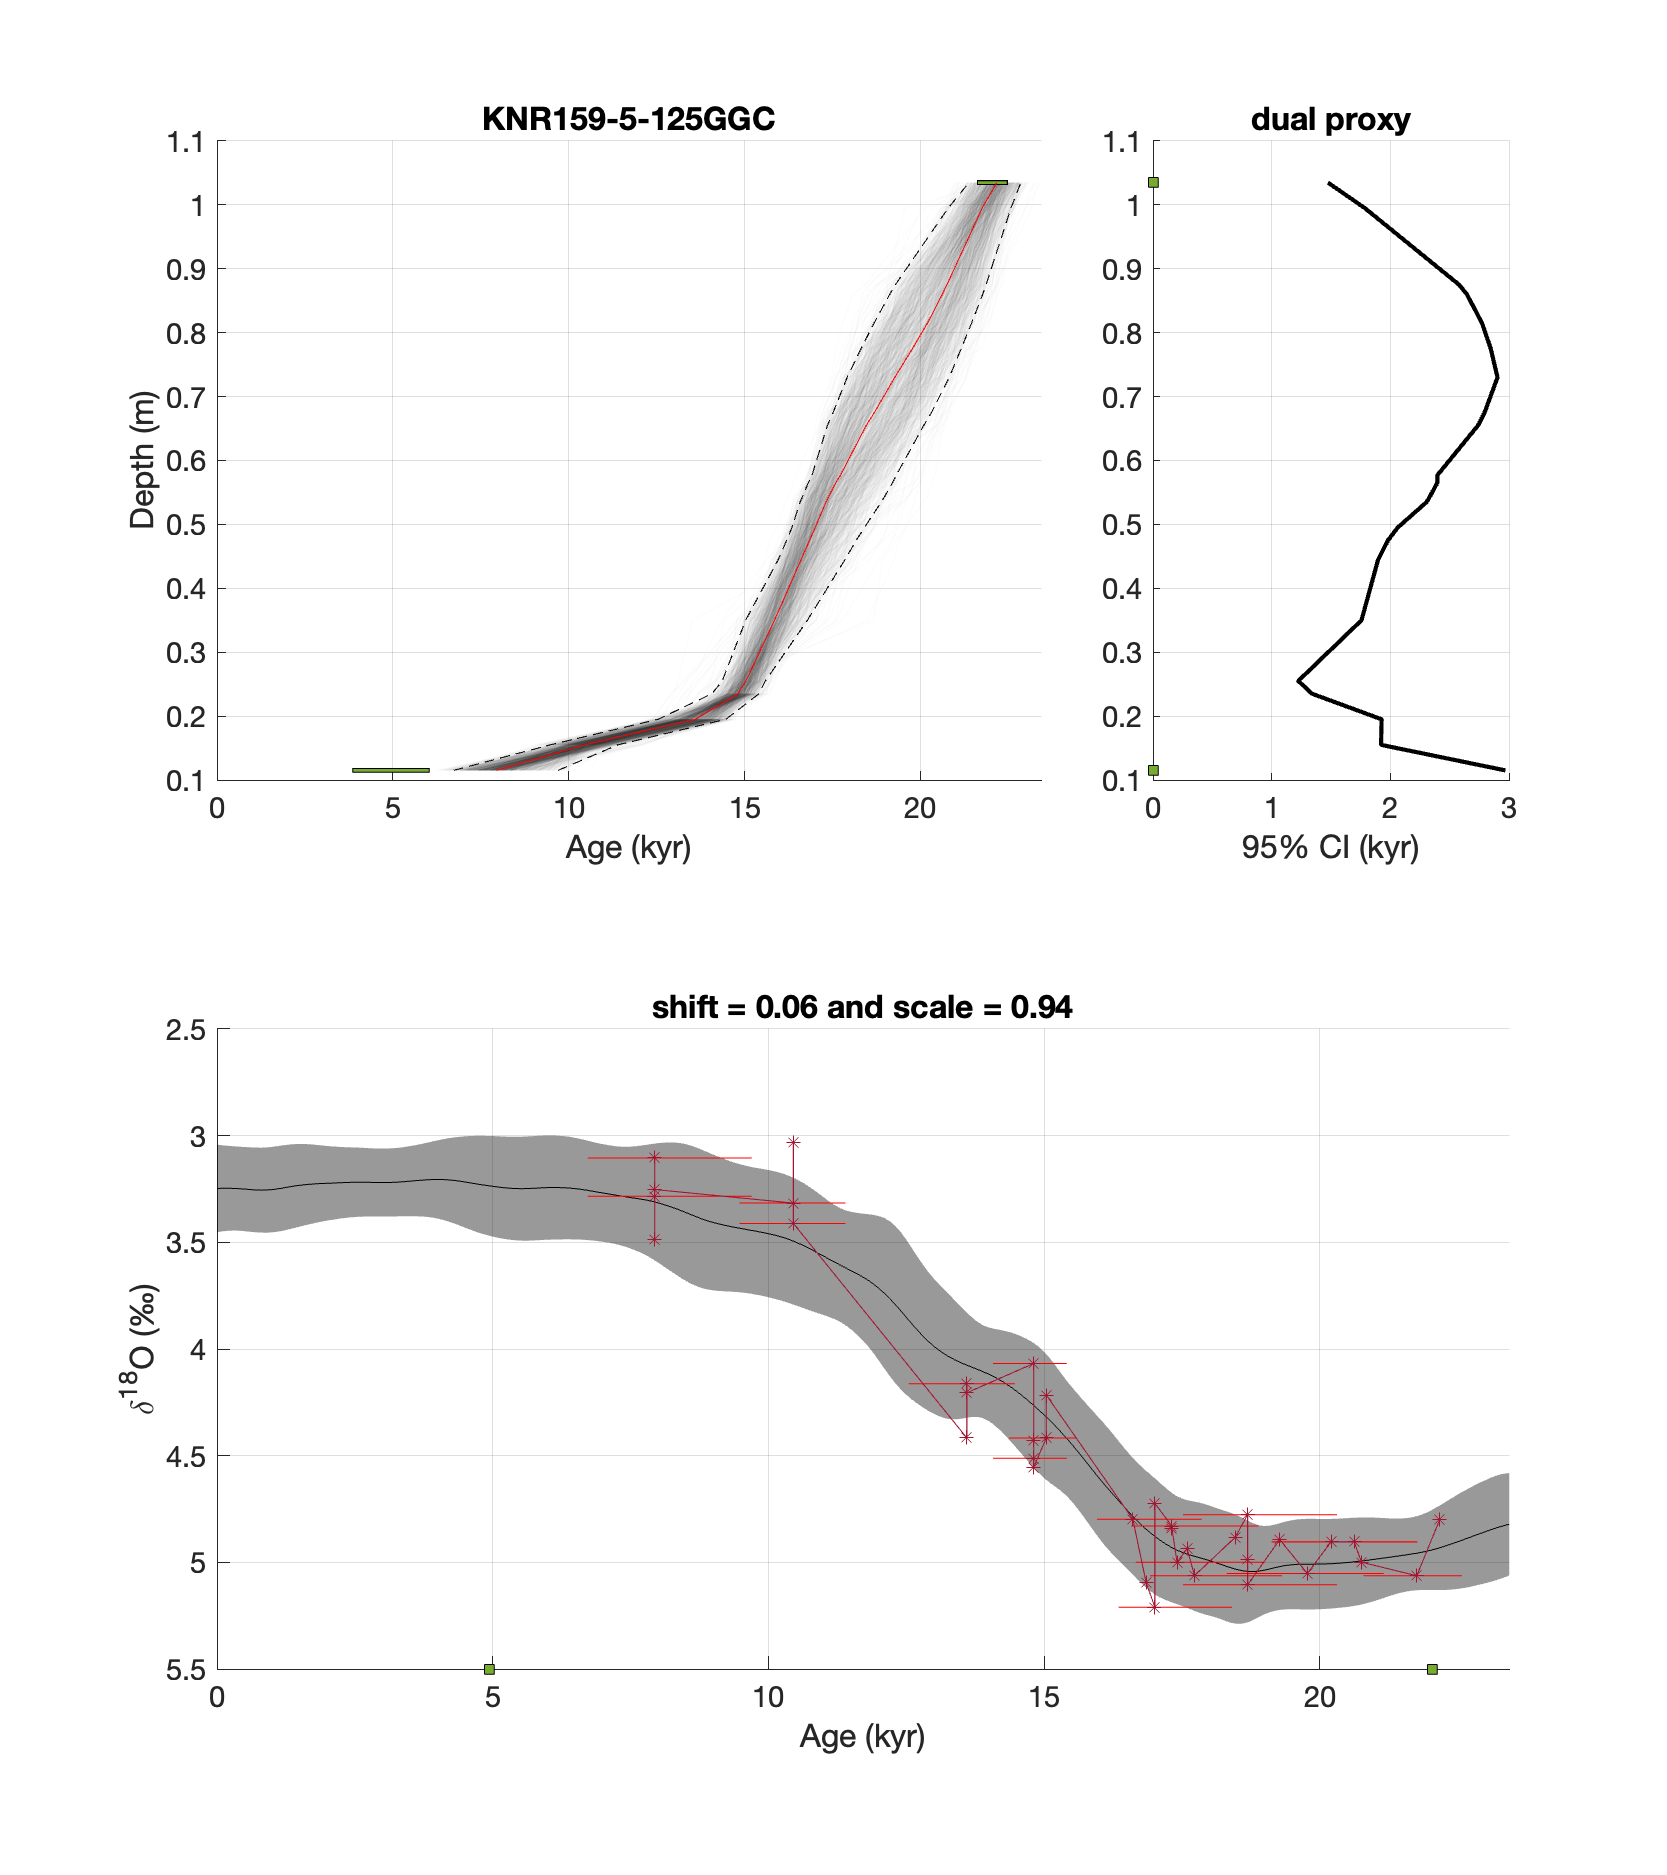 KNR159-5-125GGC
1.1
1
0.9
0.8
0.7
0.6
0.5
0.4
0.3
0.2
0.1
Depth (m)
0 5 10 15 20
Age (kyr)
dual proxy
1.1
1
0.9
0.8
0.7
0.6
0.5
0.4
0.3
0.2
0.1
0 1 2 3
95% CI (kyr)
shift = 0.06 and scale = 0.94
2.5
3
3.5
4
4.5
5
5.5
δ¹⁸O (‰)
0 5 10 15 20
Age (kyr)